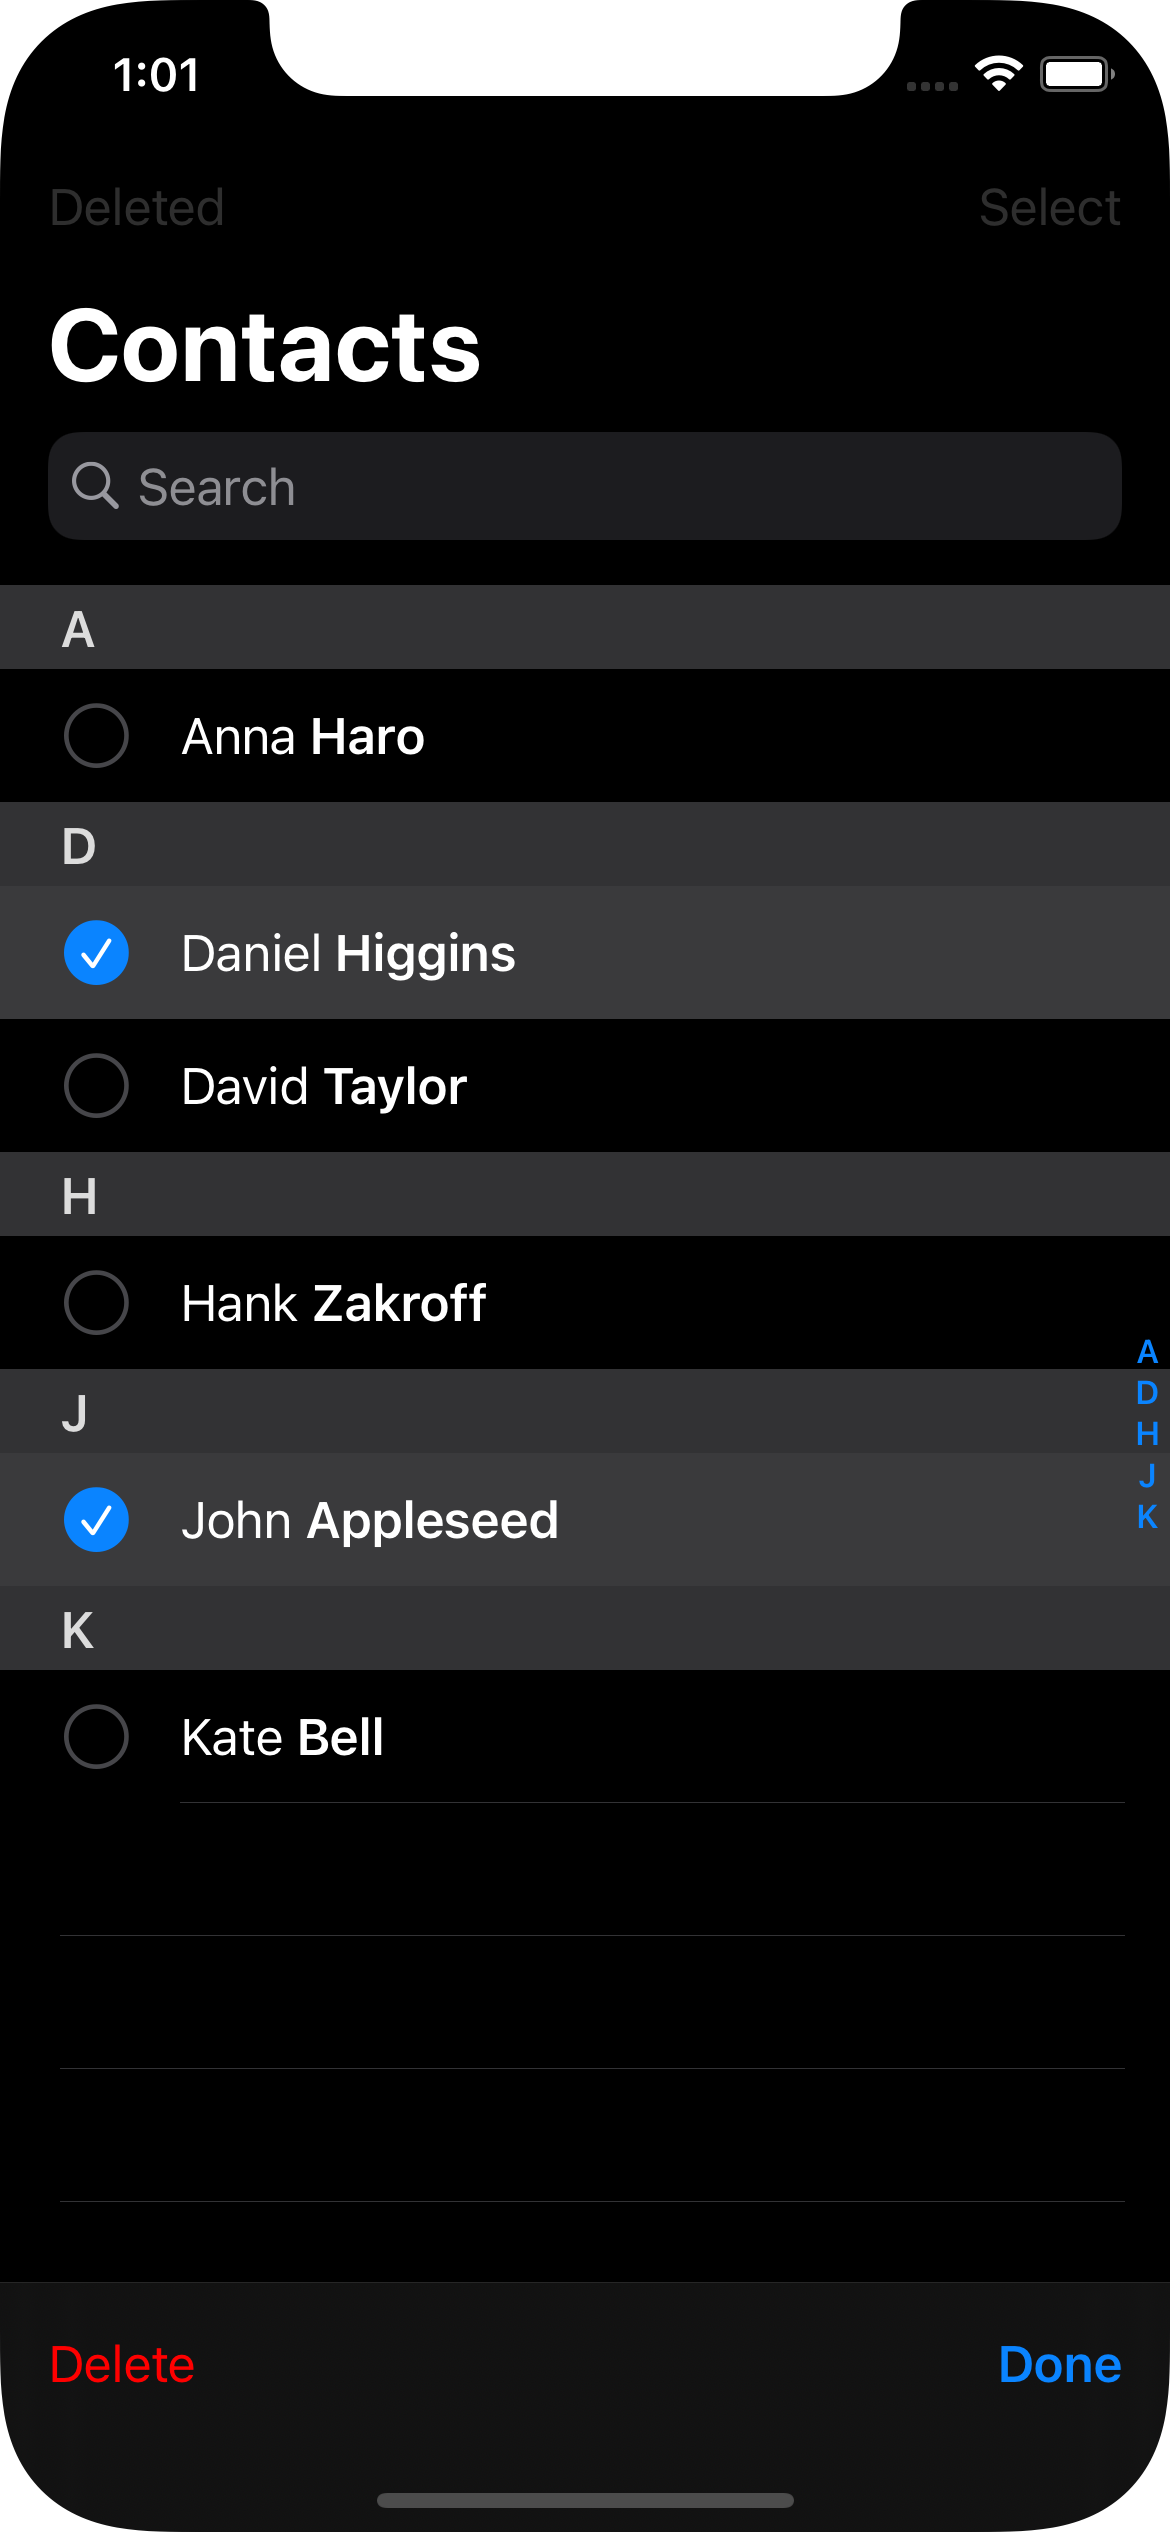 1:01
Deleted Select
Contacts
Search
A
Anna Haro
D
Daniel Higgins
David Taylor
H
Hank Zakroff
J
John Appleseed
K
Kate Bell
A
D
H
J
K
Delete Done